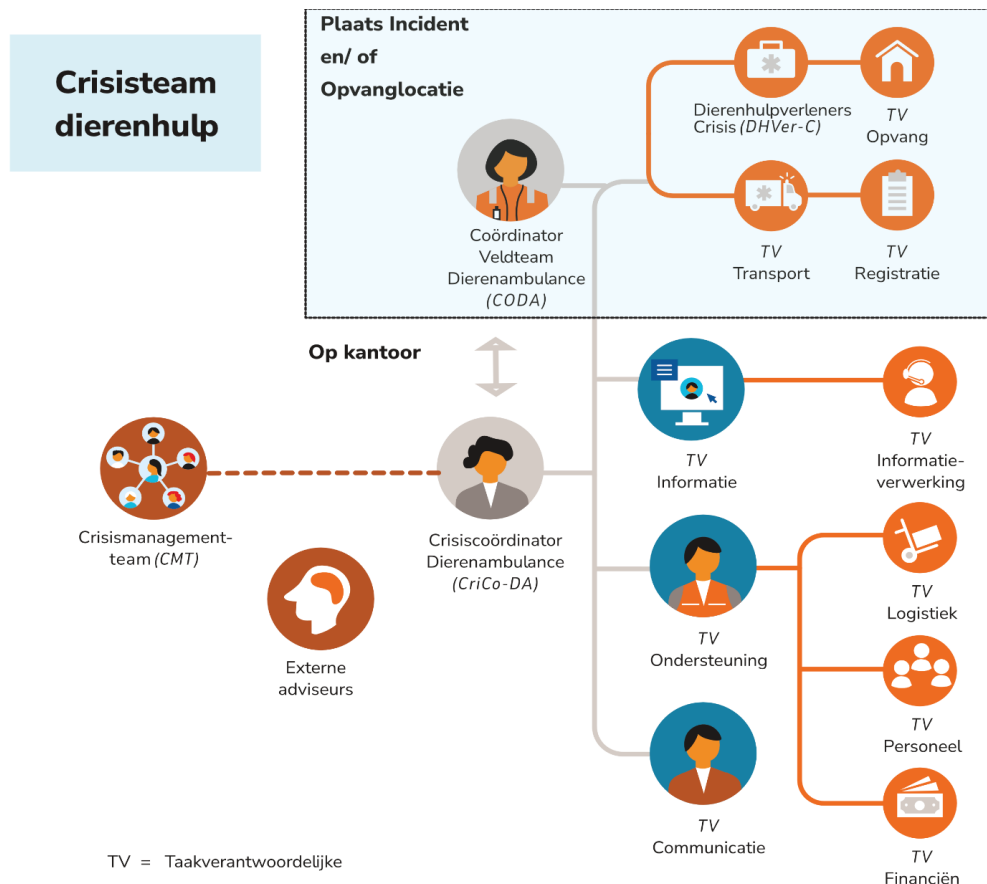 Crisisteam
dierenhulp
Plaats Incident
en/ of
Opvanglocatie
Coördinator
Veldteam
Dierenambulance
(CODA)
Dierenhulpverleners
Crisis (DHVer-C)
TV
Opvang
TV
Transport
TV
Registratie
Op kantoor
Crisismanagement-
team (CMT)
Crisiscoördinator
Dierenambulance
(CriCo-DA)
Externe
adviseurs
TV
Informatie
TV
Informatie-
verwerking
TV
Ondersteuning
TV
Logistiek
TV
Personeel
TV
Communicatie
TV
Financiën
TV = Taakverantwoordelijke